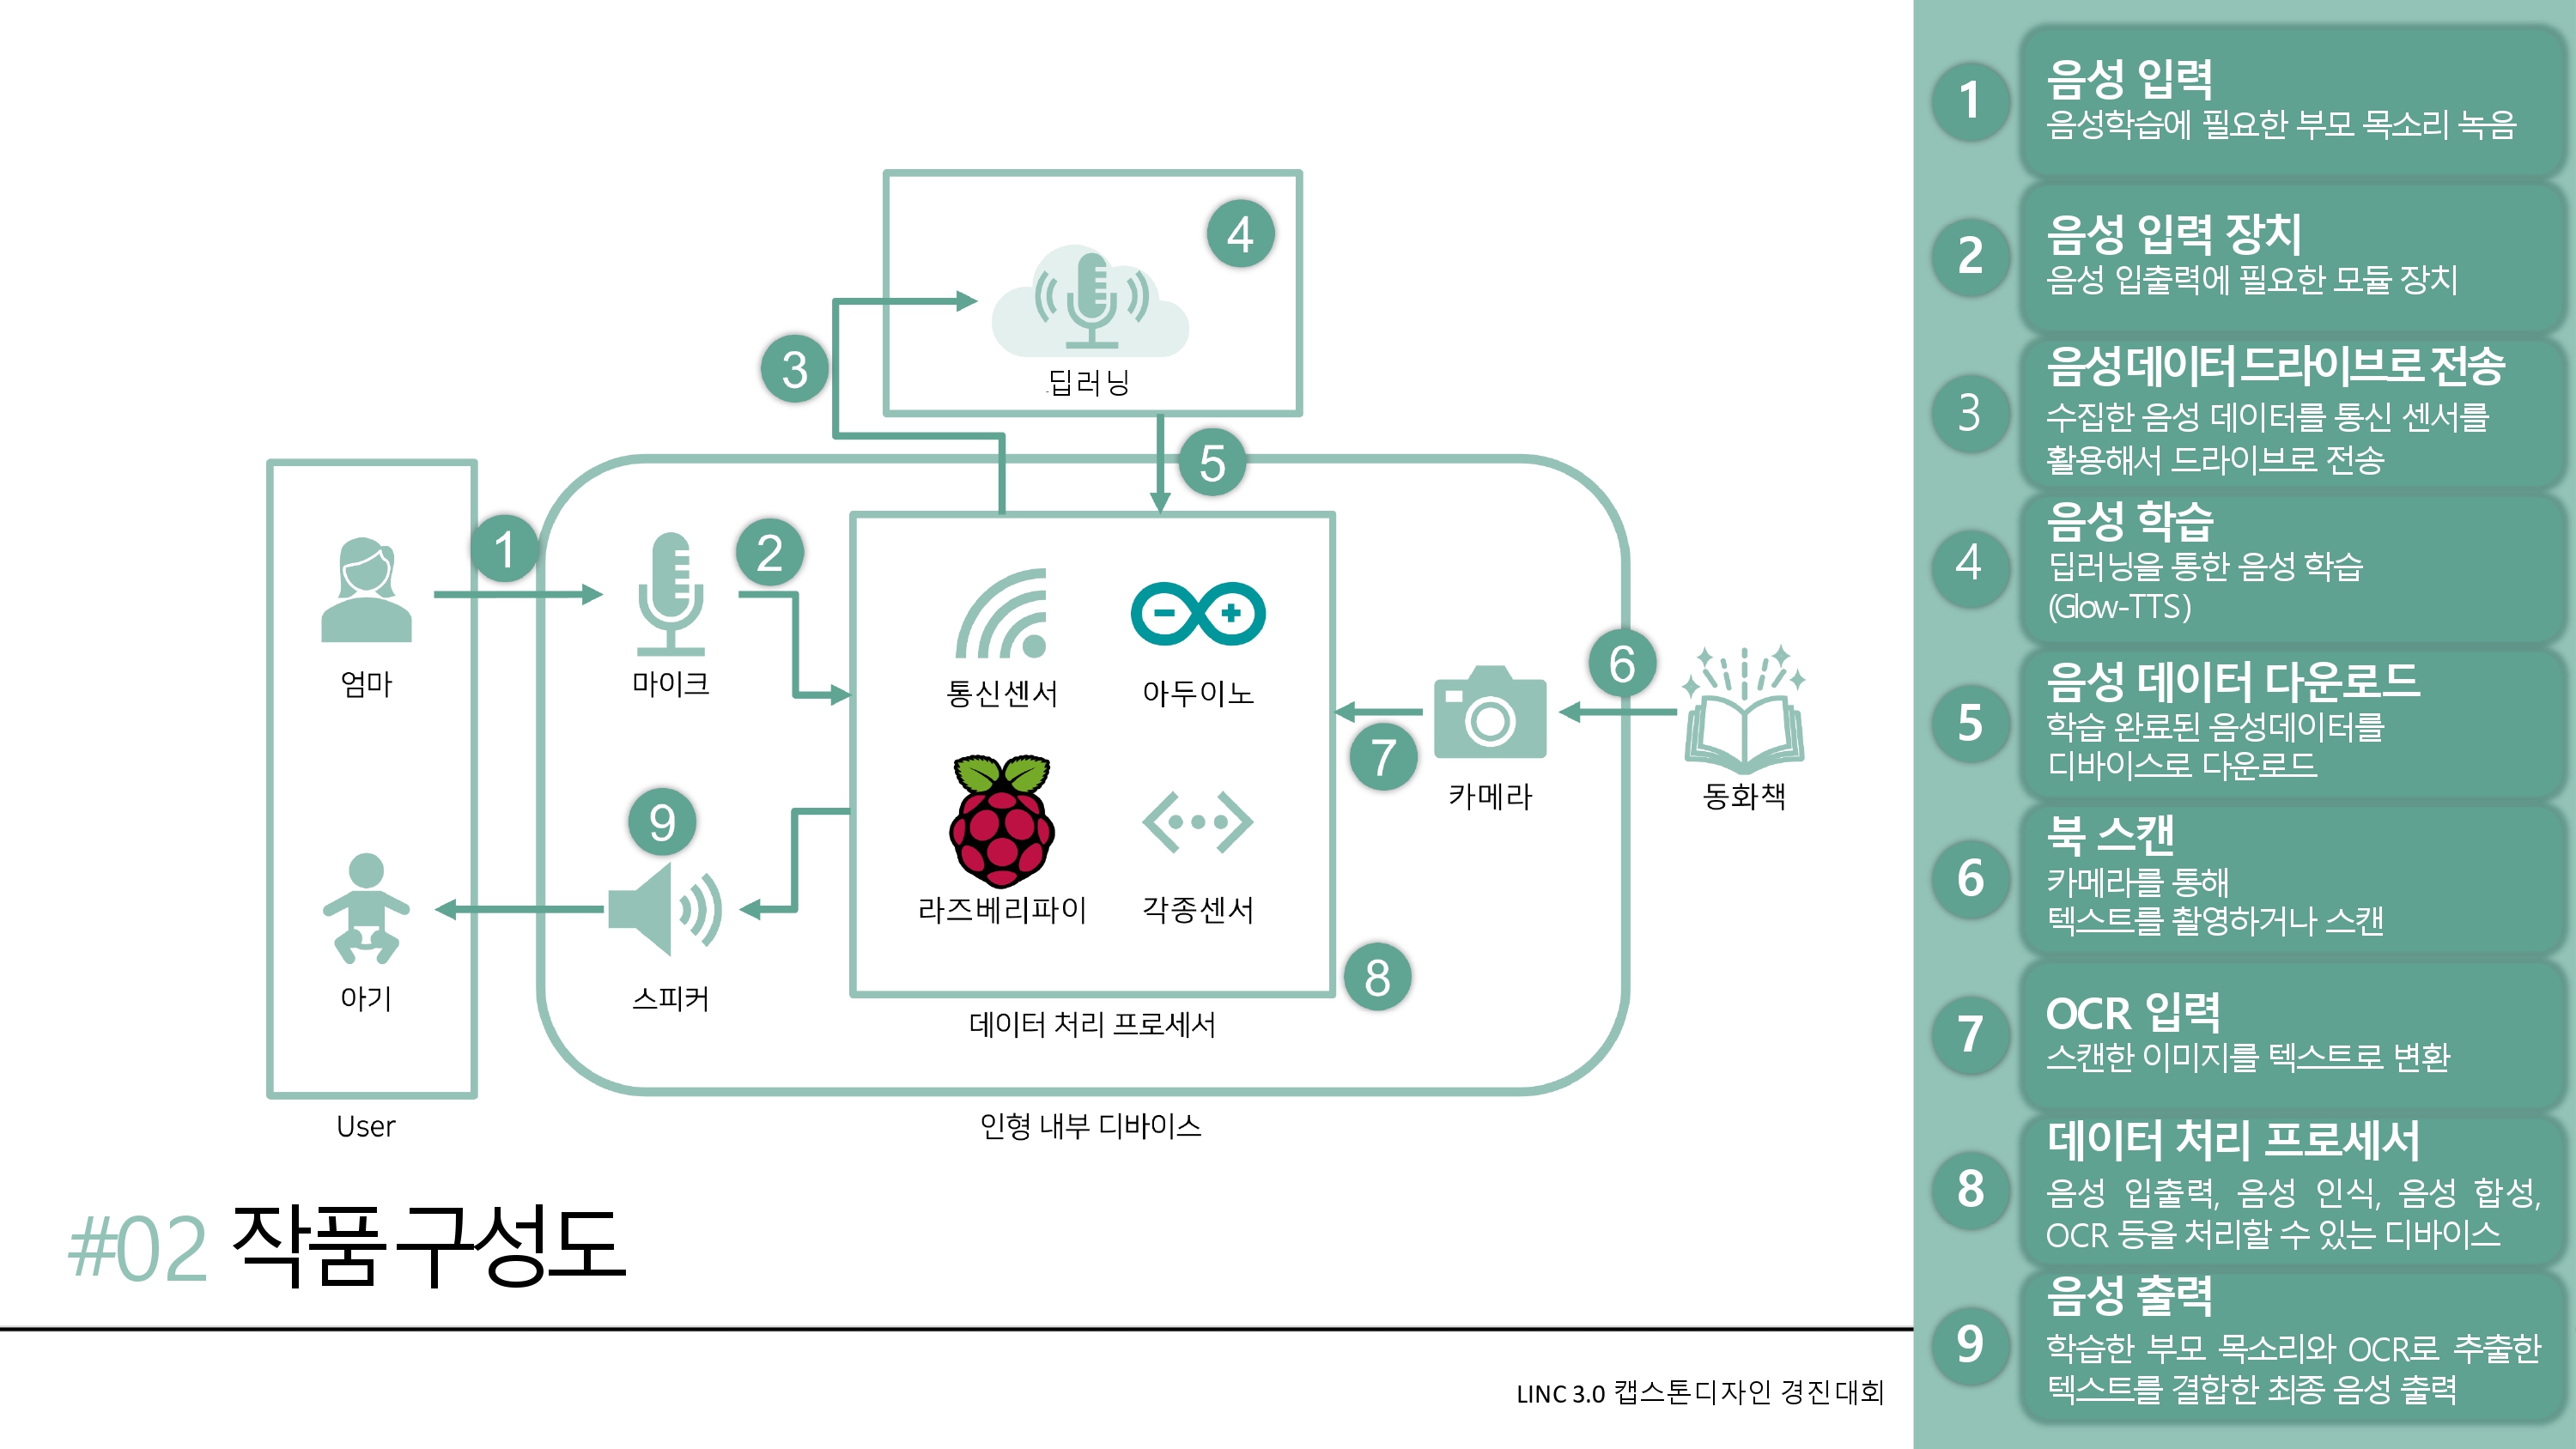 4
딥러닝
3
5
1
2
엄마
마이크
통신센서
아두이노
6
카메라
동화책
7
9
라즈베리파이
각종센서
8
아기
스피커
데이터 처리 프로세서
User
인형 내부 디바이스
#02 작품 구성도
LINC 3.0 캡스톤디자인 경진대회
1
음성 입력
음성학습에 필요한 부모 목소리 녹음
2
음성 입력 장치
음성 입출력에 필요한 모듈 장치
3
음성데이터 드라이브로 전송
수집한 음성 데이터를 통신 센서를
활용해서 드라이브로 전송
4
음성 학습
딥러닝을 통한 음성 학습
(Glow-TTS)
5
음성 데이터 다운로드
학습 완료된 음성데이터를
디바이스로 다운로드
6
북 스캔
카메라를 통해
텍스트를 촬영하거나 스캔
7
OCR 입력
스캔한 이미지를 텍스트로 변환
8
데이터 처리 프로세서
음성 입출력, 음성 인식, 음성 합성,
OCR 등을 처리할 수 있는 디바이스
9
음성 출력
학습한 부모 목소리와 OCR로 추출한
텍스트를 결합한 최종 음성 출력